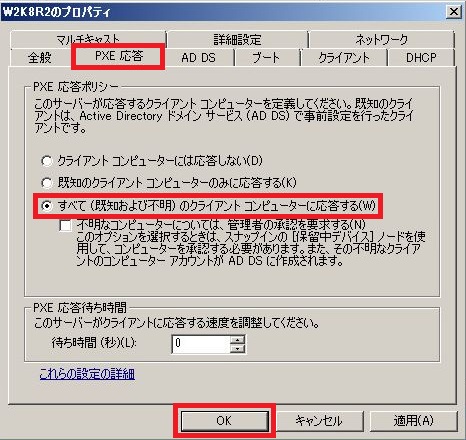 W2K8R2のプロパティ
マルチキャスト 詳細設定 ネットワーク
全般 PXE 応答 AD DS ブート クライアント DHCP
PXE 応答ポリシー
このサーバーが応答するクライアント コンピューターを定義してください。既知のクライ
アントは、Active Directory ドメイン サービス (AD DS) で事前設定を行ったクライア
ントです。
クライアント コンピューターには応答しない(D)
既知のクライアント コンピューターのみに応答する(K)
すべて (既知および不明) のクライアント コンピューターに応答する(W)
不明なコンピューターについては、管理者の承認を要求する(N)
このオプションを選択するときは、スナップインの [保留中デバイス] ノードを使
用して、コンピューターを承認する必要があります。また、その不明なクライア
ントのコンピューター アカウントが AD DS に作成されます。
PXE 応答待ち時間
このサーバーがクライアントに応答する速度を調整してください。
待ち時間 (秒)(L): 0
これらの設定の詳細
OK キャンセル 適用(A)